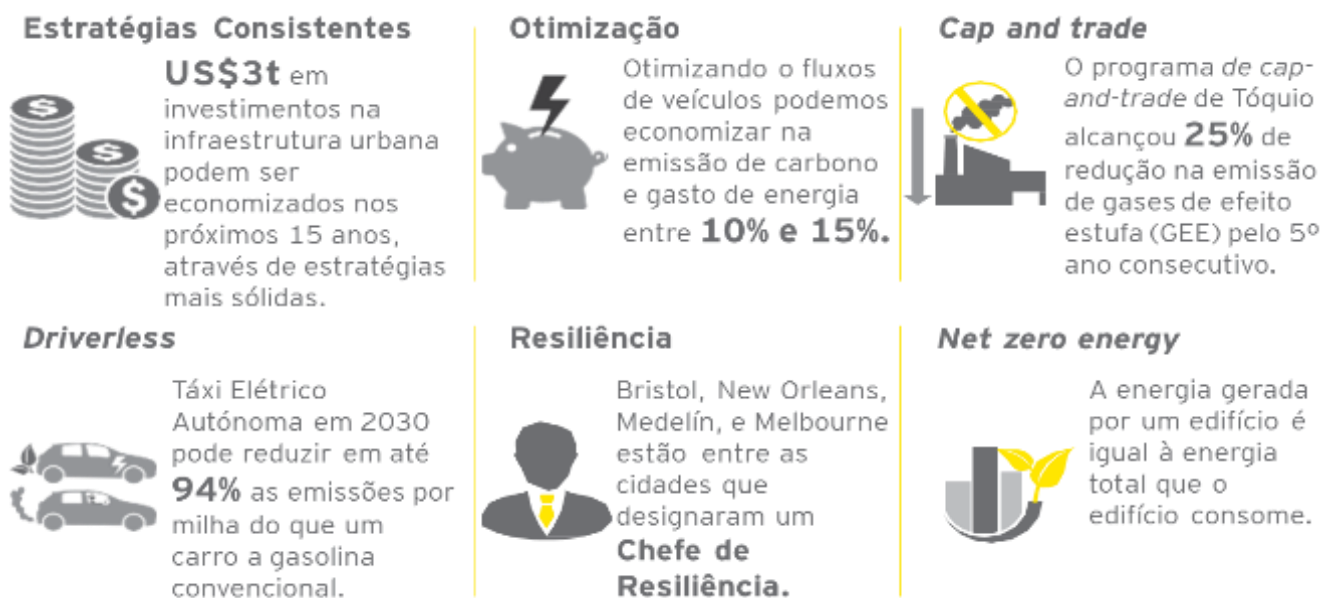 Estratégias Consistentes
US$3t em
investimentos na
infraestrutura urbana
podem ser
economizados nos
próximos 15 anos,
através de estratégias
mais sólidas.
Otimização
Otimizando o fluxos
de veículos podemos
economizar na
emissão de carbono
e gasto de energia
entre 10% e 15%.
Cap and trade
O programa de cap-
and-trade de Tóquio
alcançou 25% de
redução na emissão
de gases de efeito
estufa (GEE) pelo 5º
ano consecutivo.
Driverless
Táxi Elétrico
Autónoma em 2030
pode reduzir em até
94% as emissões por
milha do que um
carro a gasolina
convencional.
Resiliência
Bristol, New Orleans,
Medelín, e Melbourne
estão entre as
cidades que
designaram um
Chefe de
Resiliência.
Net zero energy
A energia gerada
por um edifício é
igual à energia
total que o
edifício consome.